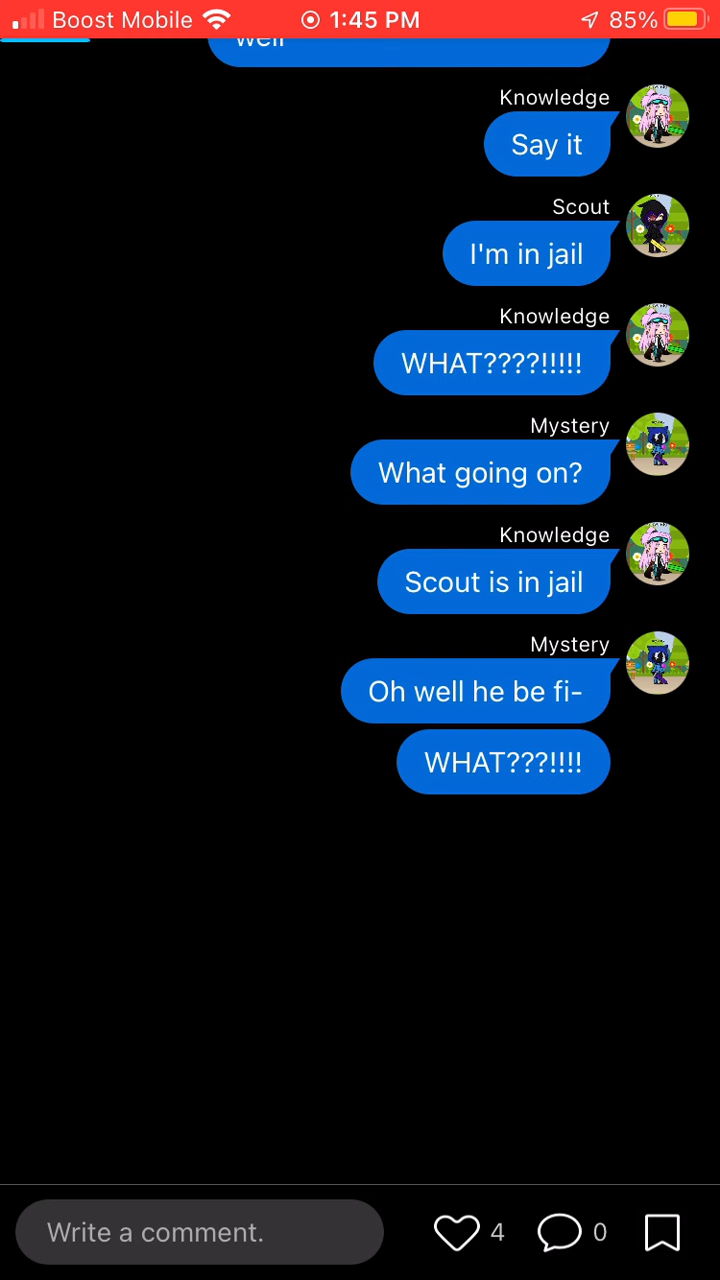 Boost Mobile 1:45 PM 85%
well
Knowledge
Say it
Scout
I'm in jail
Knowledge
WHAT????!!!!!
Mystery
What going on?
Knowledge
Scout is in jail
Mystery
Oh well he be fi-
WHAT???!!!!
Write a comment. 4 0